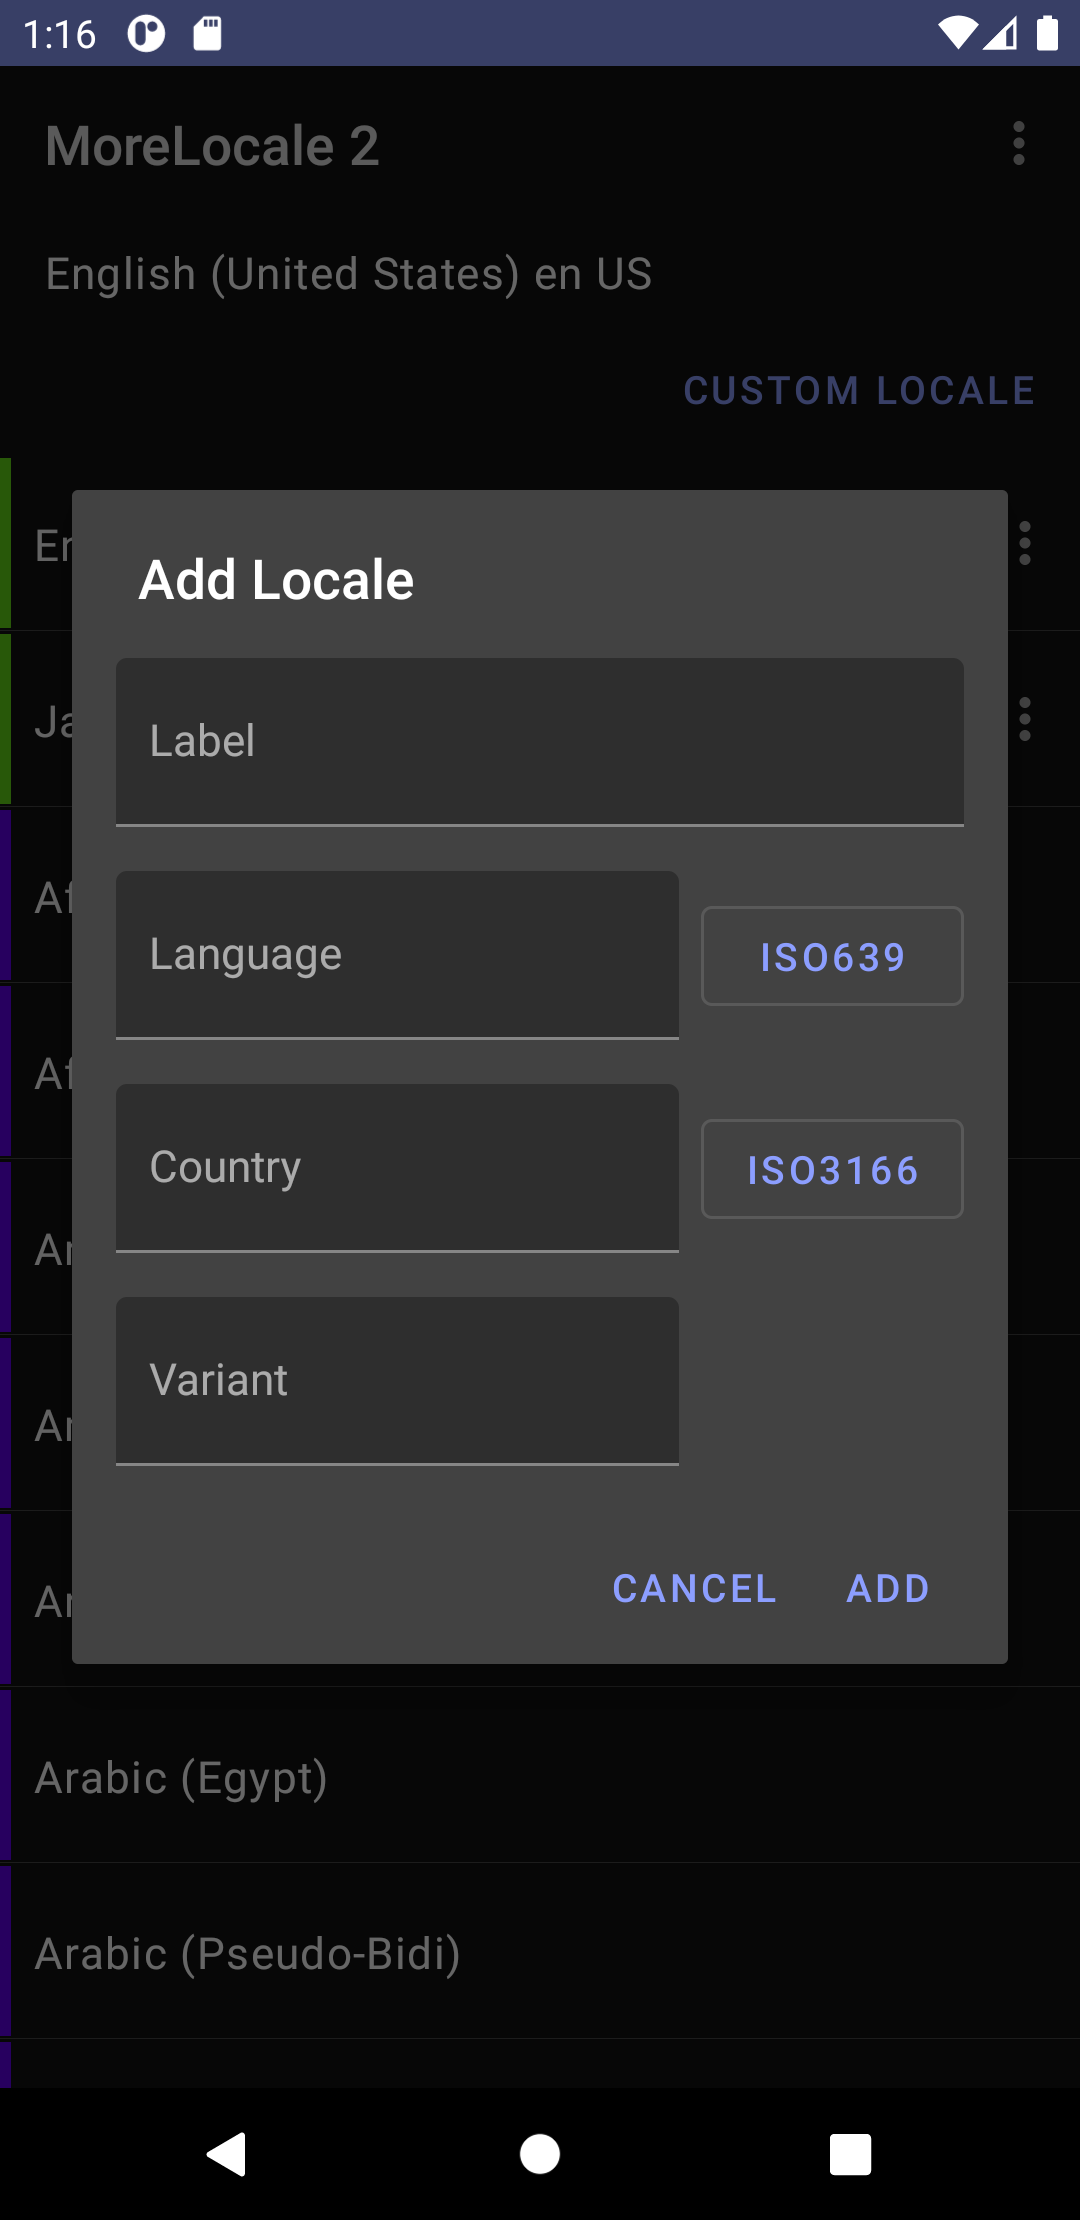 1:16
MoreLocale 2
English (United States) en US
CUSTOM LOCALE
Add Locale
Label
Language
ISO639
Country
ISO3166
Variant
CANCEL ADD
Arabic (Egypt)
Arabic (Pseudo-Bidi)